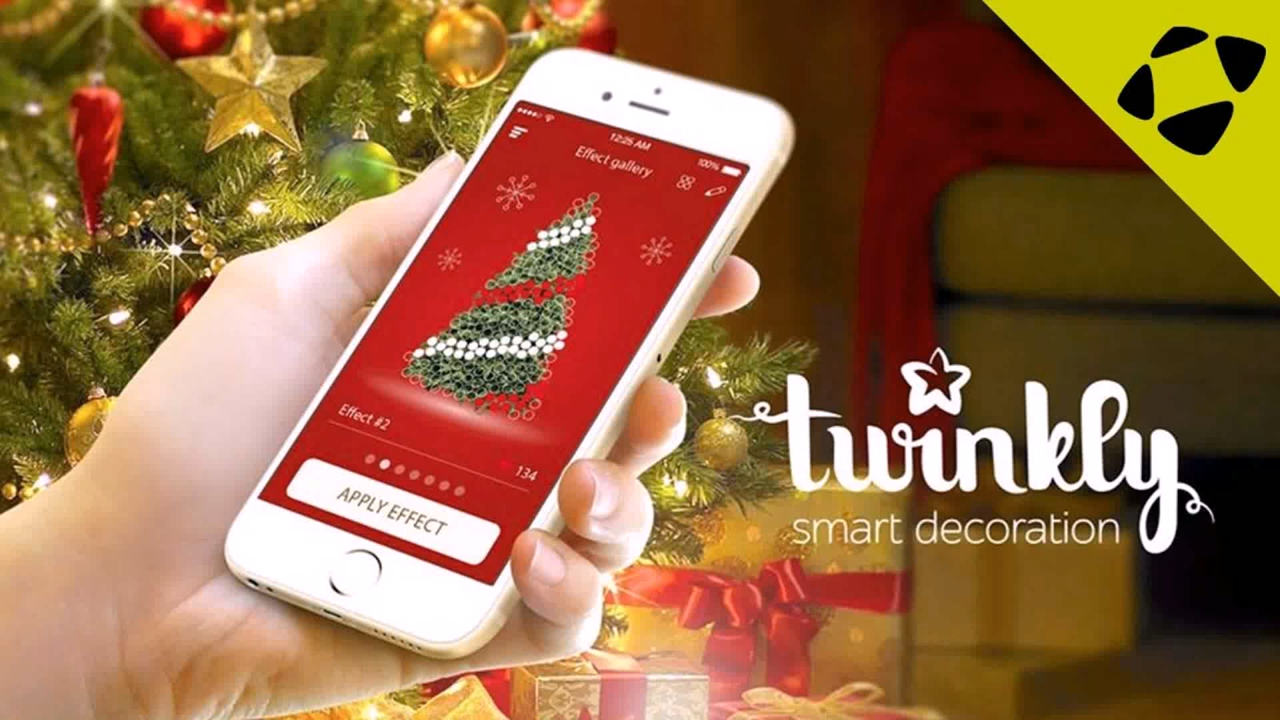 12:25 AM
100%
Effect gallery
Effect #2
134
APPLY EFFECT
twinkly
smart decoration